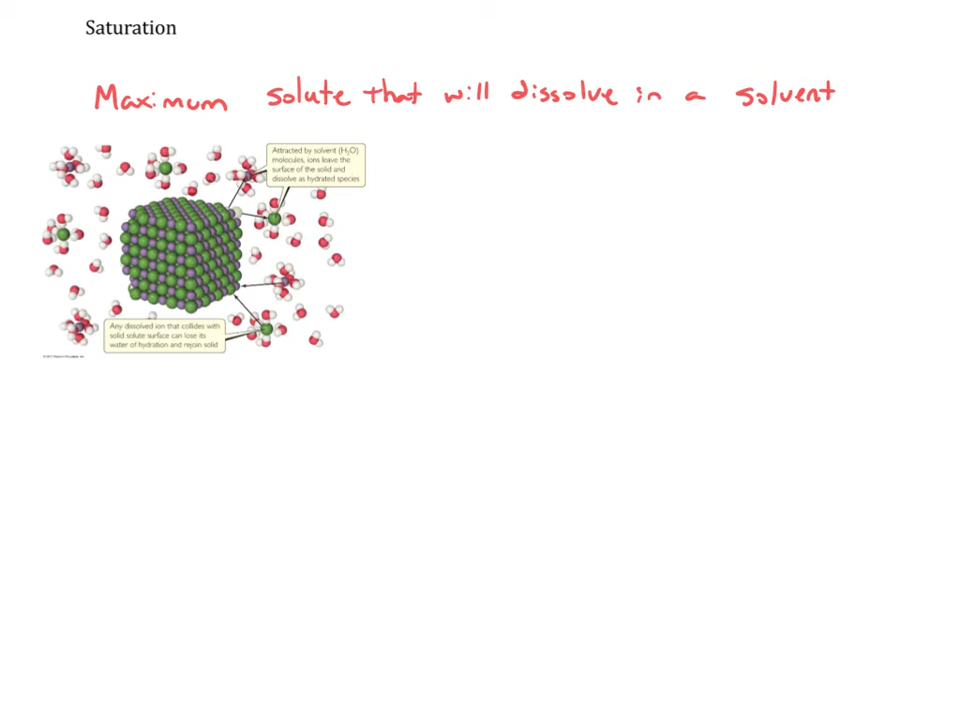 Saturation
Maximum solute that will dissolve in a solvent
Attracted by solvent (H₂O)
molecules, ions leave the
surface of the solid and
dissolve as hydrated species
Any dissolved ion that collides with
solid solute surface can lose its
water of hydration and rejoin solid